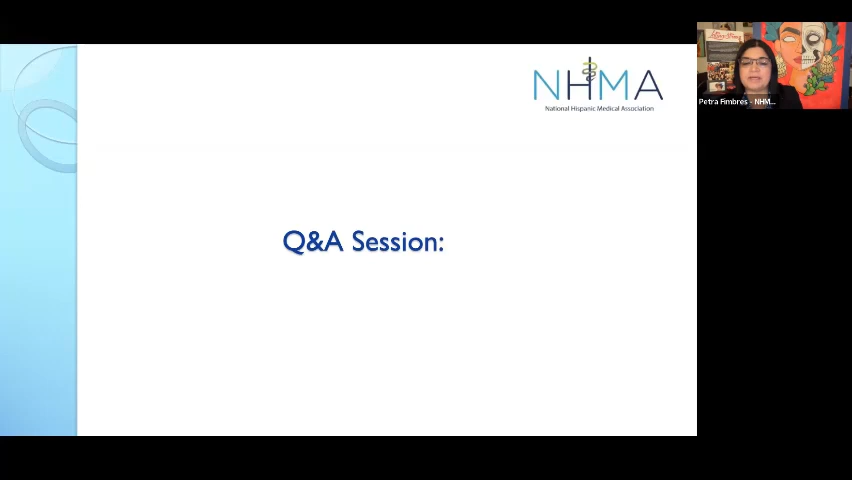 NHMA
National Hispanic Medical Association
Petra Fimbres - NHM...
Q&A Session: